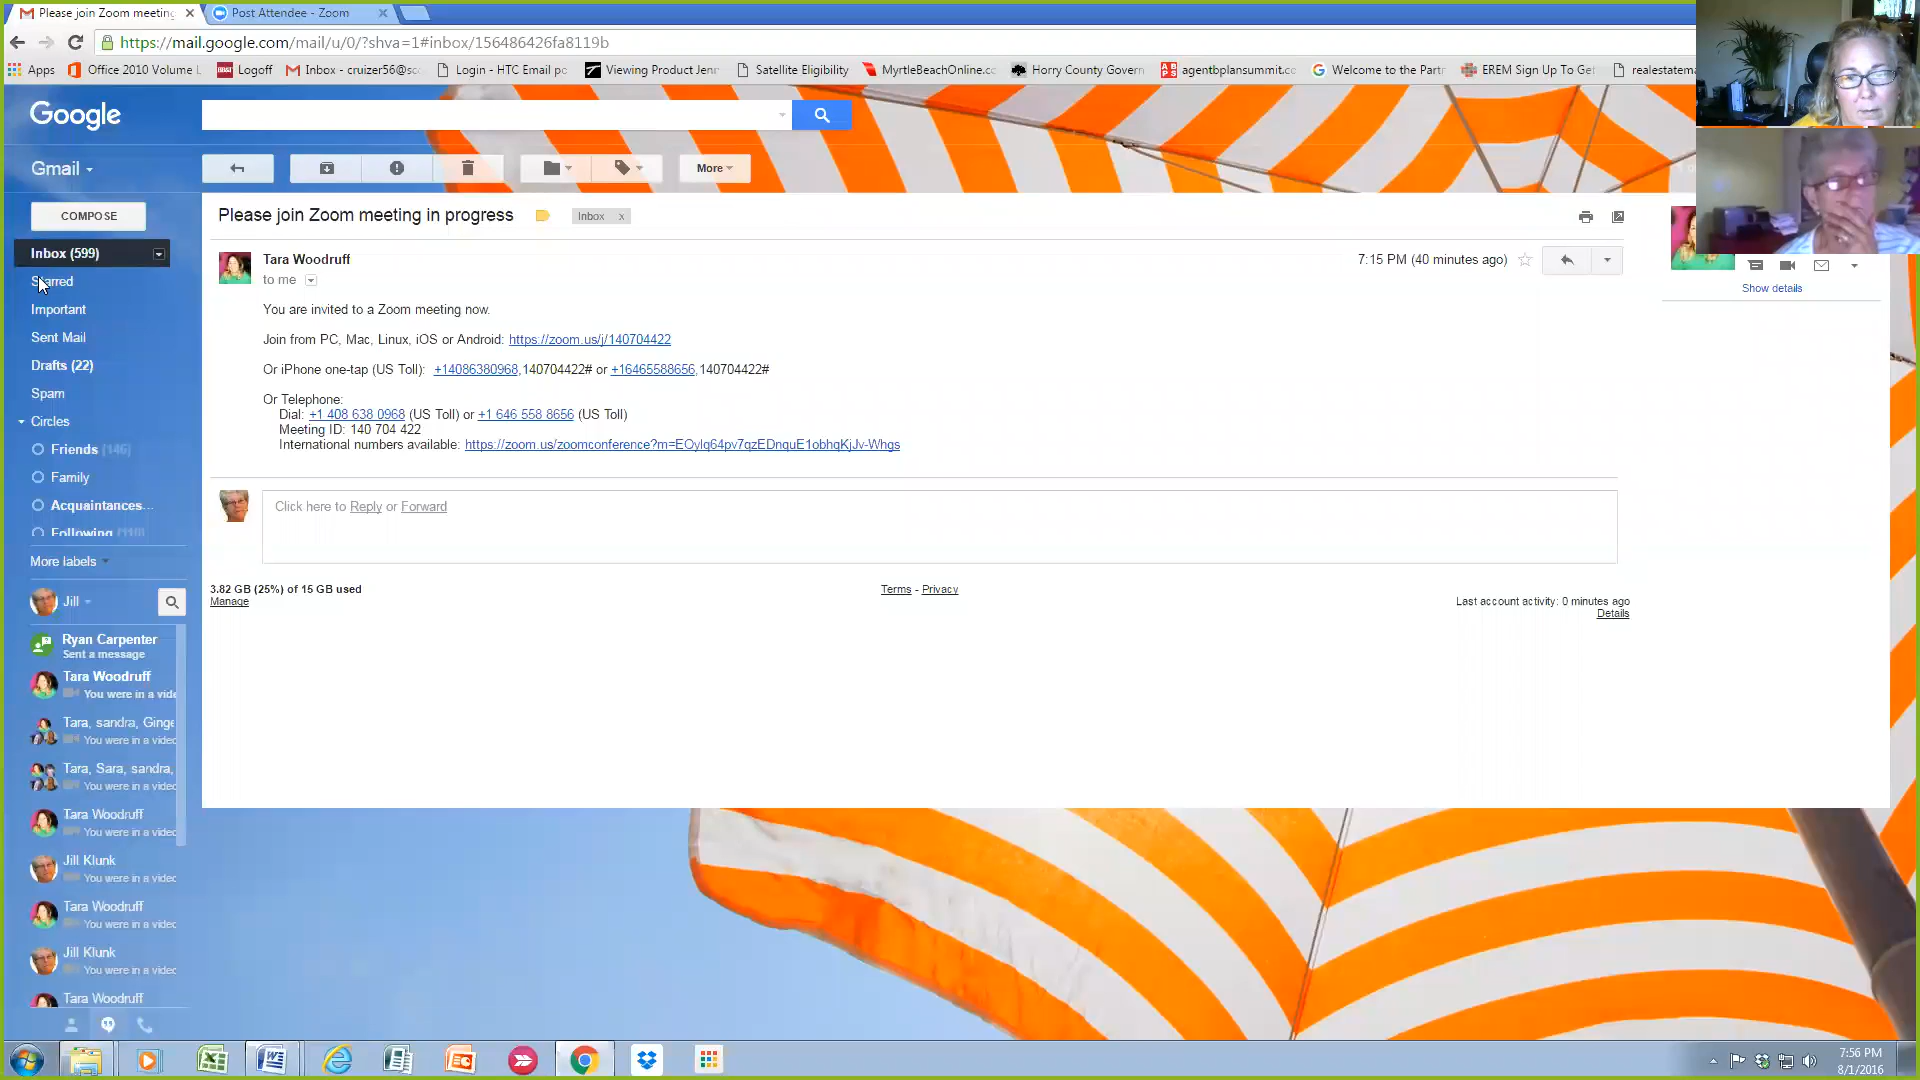 Please join Zoom meeting
Post Attendee - Zoom
https://mail.google.com/mail/u/0/?shva=1#inbox/156486426fa8119b
Apps
Office 2010 Volume
Logoff
Inbox - cruizer56@sc
Login - HTC Email
Viewing Product Jenn
Satellite Eligibility
MyrtleBeachOnline.c
Horry County Govern
agentbplansummit.c
Welcome to the Part
EREM Sign Up To Get
realestatema
Google
Gmail
More
COMPOSE
Please join Zoom meeting in progress
Inbox x
Inbox (599)
Tara Woodruff
7:15 PM (40 minutes ago)
to me
Starred
Show details
Important
You are invited to a Zoom meeting now.
Sent Mail
Join from PC, Mac, Linux, iOS or Android: https://zoom.us/j/140704422
Drafts (22)
Or iPhone one-tap (US Toll): +14086380968,140704422# or +16465588656,140704422#
Spam
Or Telephone:
Dial: +1 408 638 0968 (US Toll) or +1 646 558 8656 (US Toll)
Circles
Meeting ID: 140 704 422
International numbers available: https://zoom.us/zoomconference?m=EOylq64pv7qzEDnquE1obhqKjJv-Whgs
Friends (146)
Family
Acquaintances...
Following
Click here to Reply or Forward
More labels
3.82 GB (25%) of 15 GB used
Manage
Terms - Privacy
Last account activity: 0 minutes ago
Details
Jill
Ryan Carpenter
Sent a message
Tara Woodruff
You were in a vide
Tara, sandra, Ginge
You were in a video
Tara, Sara, sandra,
You were in a video
Tara Woodruff
You were in a video
Jill Klunk
You were in a video
Tara Woodruff
You were in a video
Jill Klunk
You were in a video
Tara Woodruff
7:56 PM
8/1/2016